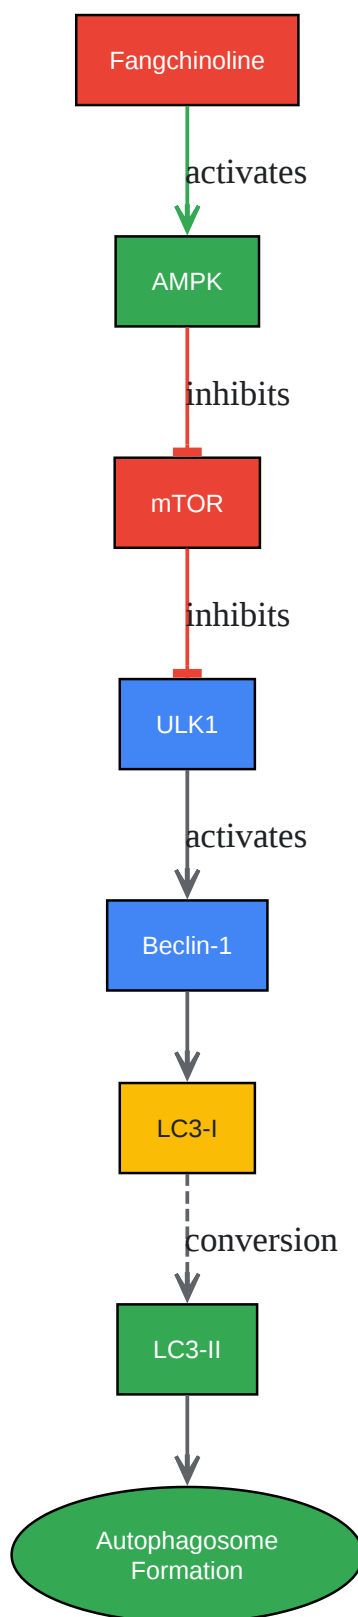 Fangchinoline
activates
AMPK
inhibits
mTOR
inhibits
ULK1
activates
Beclin-1
LC3-I
conversion
LC3-II
Autophagosome
Formation